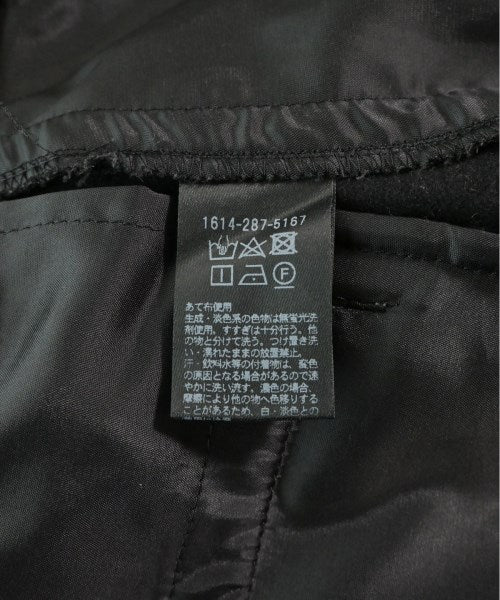 1614-287-5167
F
あて布使用
生成・淡色系の色物は無蛍光洗
剤使用。すすぎは十分行う。他
の物と分けて洗う。つけ置き洗
い・濡れたままの放置禁止。
汗・飲料水等の付着物は、変色
の原因となる場合があるので速
やかに洗い流す。濃色の場合、
摩擦により他の物へ色移りする
ことがあるため、白・淡色との